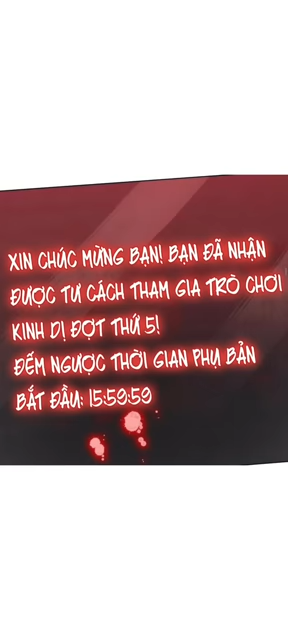 XIN CHÚC MỪNG BẠN! BẠN ĐÃ NHẬN
ĐƯỢC TƯ CÁCH THAM GIA TRÒ CHƠI
KINH DỊ ĐỢT THỨ 5!
ĐẾM NGƯỢC THỜI GIAN PHỤ BẢN
BẮT ĐẦU: 15:59:59